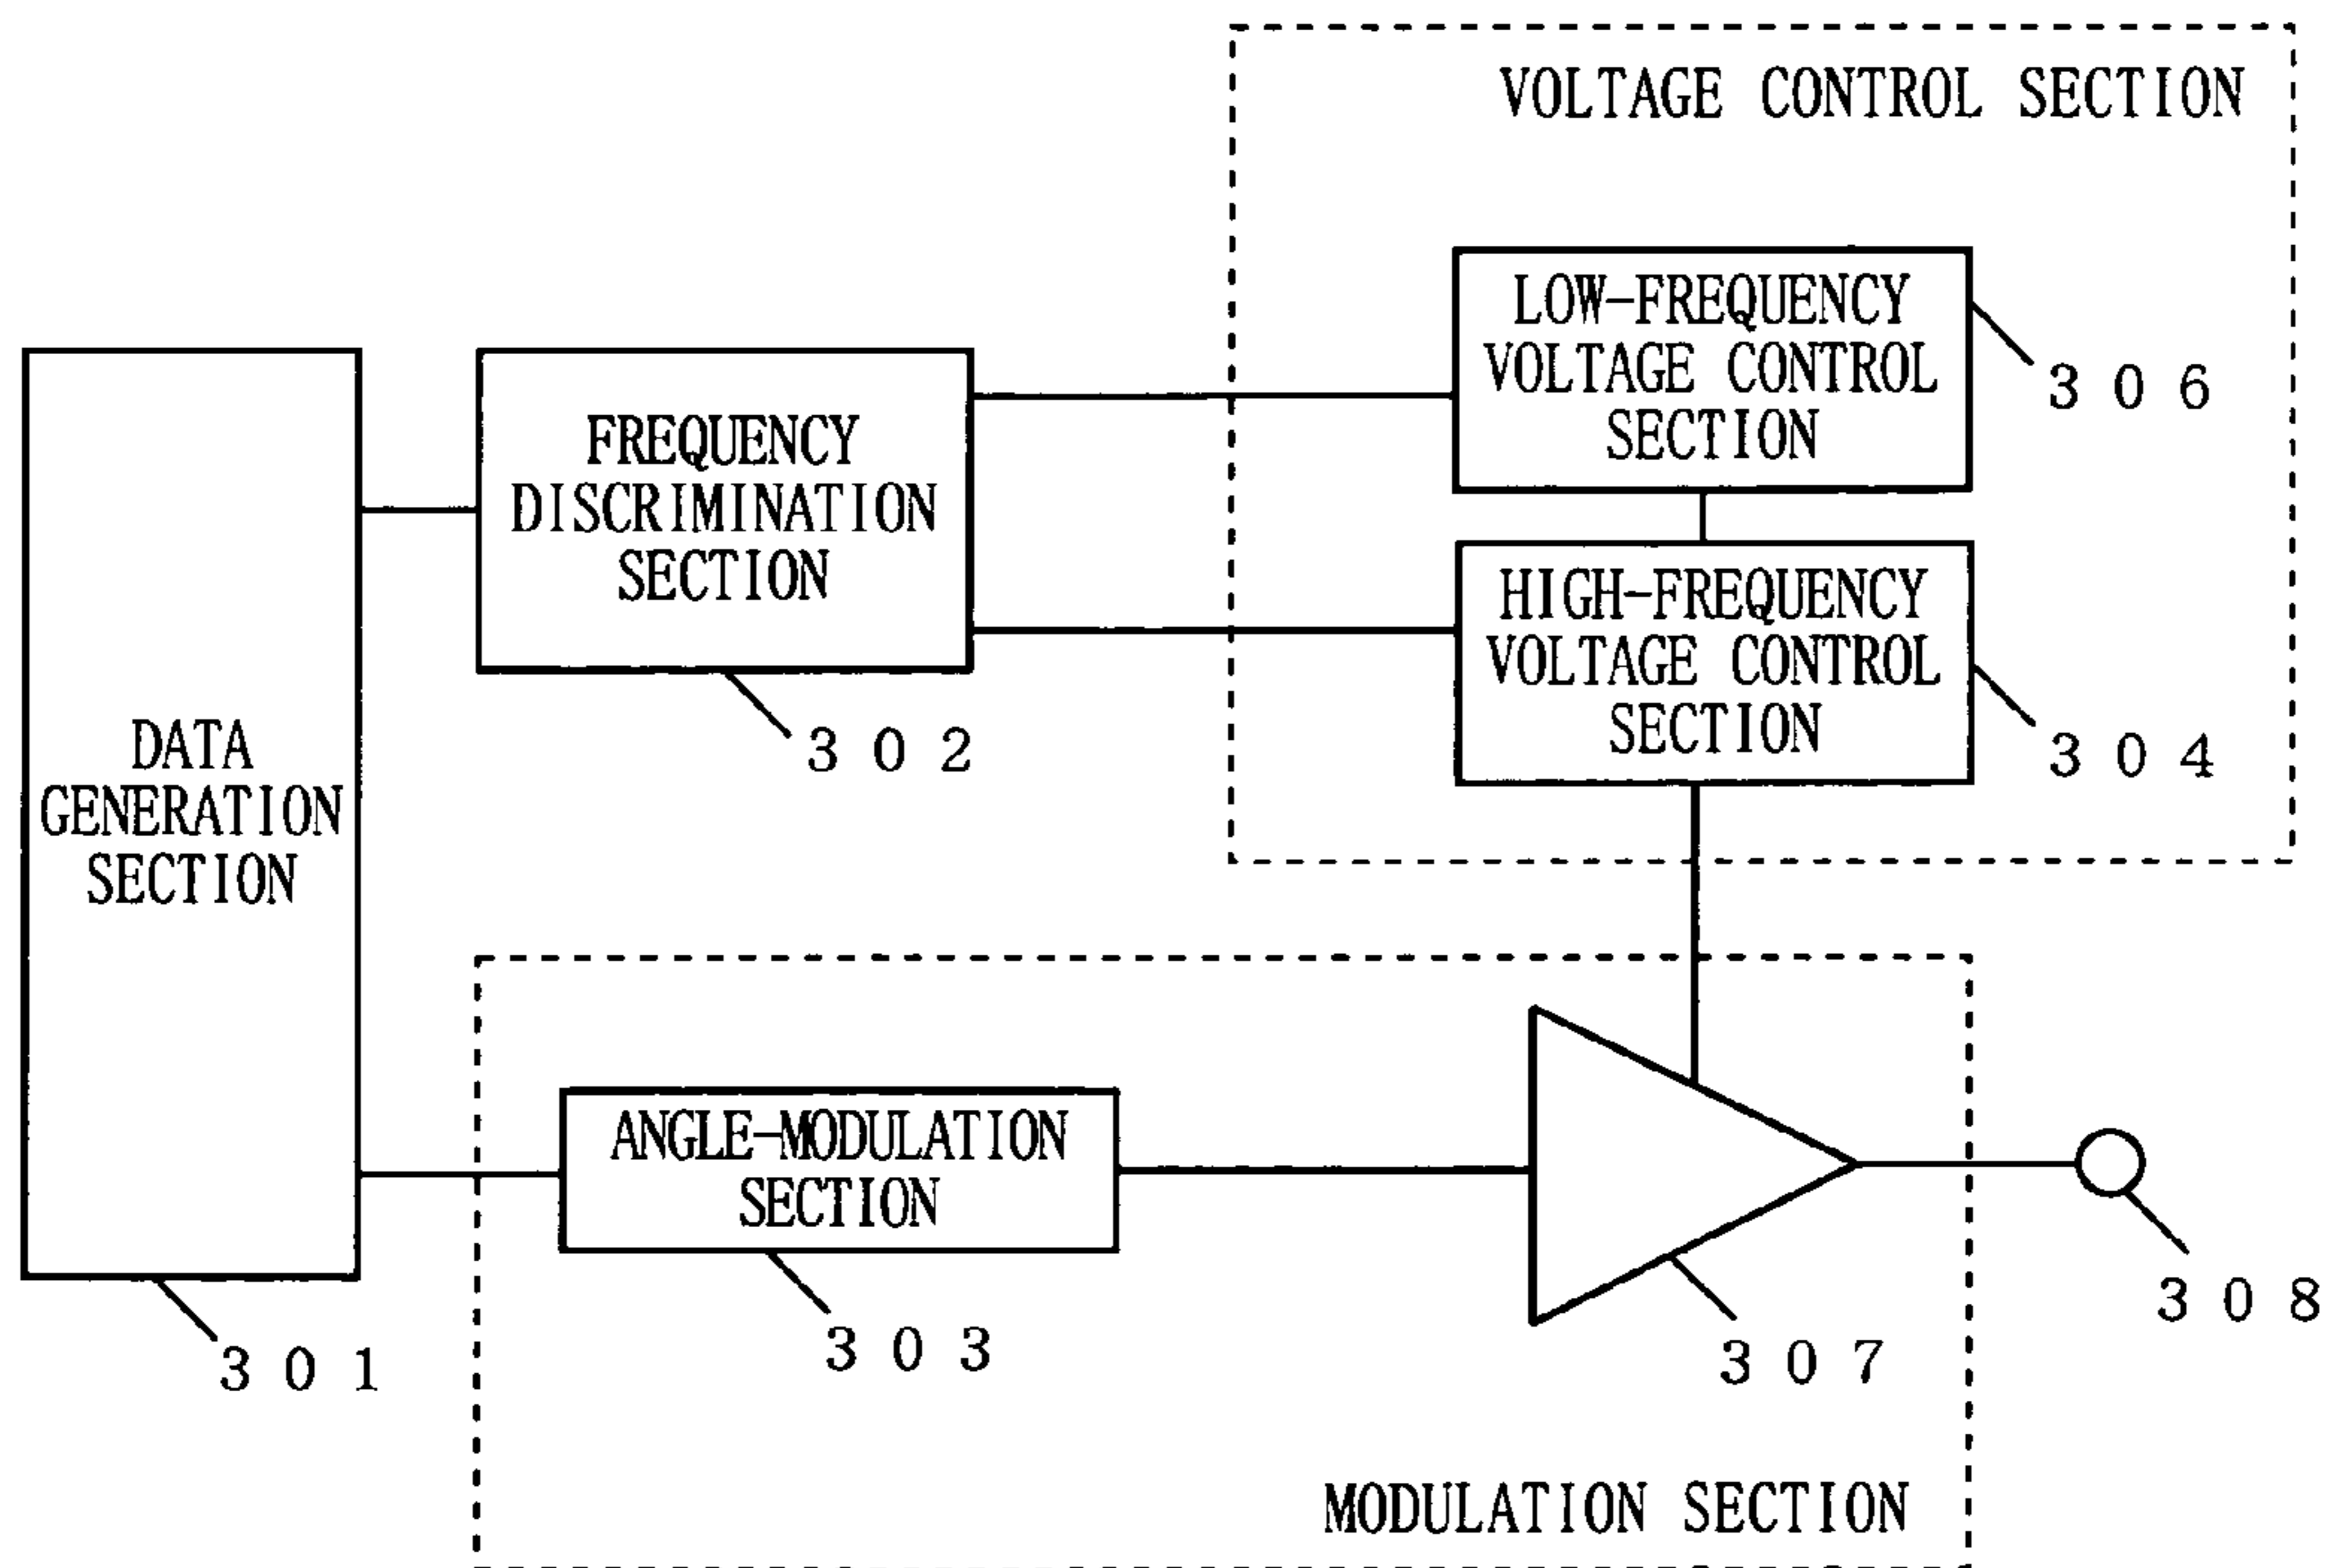 VOLTAGE CONTROL SECTION
LOW-FREQUENCY
VOLTAGE CONTROL
SECTION
306
FREQUENCY
DISCRIMINATION
SECTION
302
HIGH-FREQUENCY
VOLTAGE CONTROL
SECTION
304
DATA
GENERATION
SECTION
301
ANGLE-MODULATION
SECTION
303
307
308
MODULATION SECTION